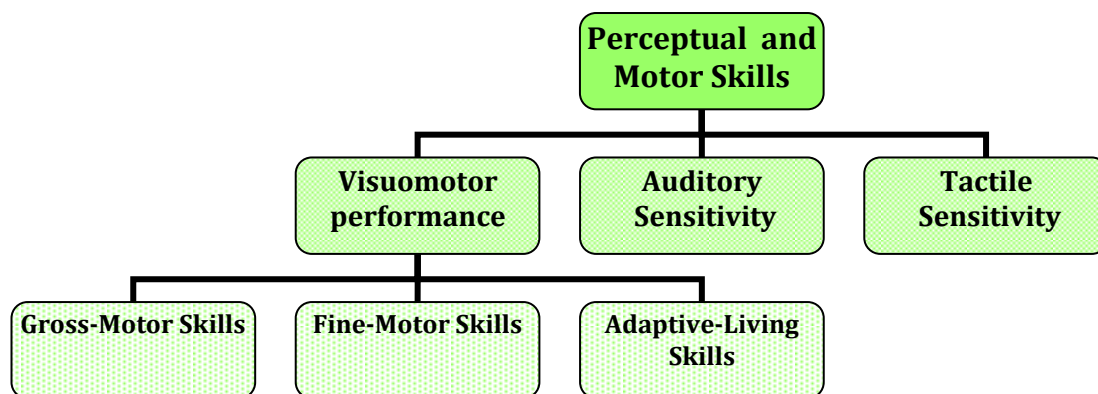 Perceptual and
Motor Skills
Visuomotor
performance
Auditory
Sensitivity
Tactile
Sensitivity
Gross-Motor Skills
Fine-Motor Skills
Adaptive-Living
Skills